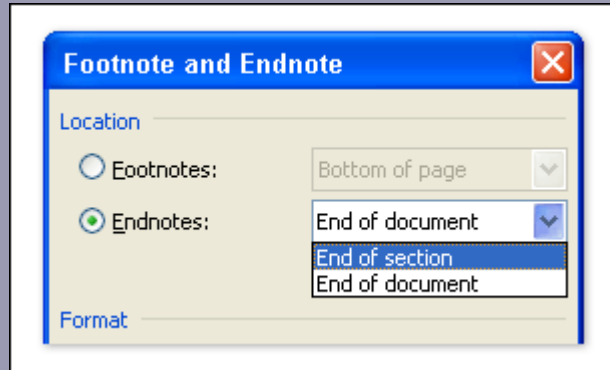 Footnote and Endnote
Location
Footnotes:
Bottom of page
Endnotes:
End of document
End of section
End of document
Format